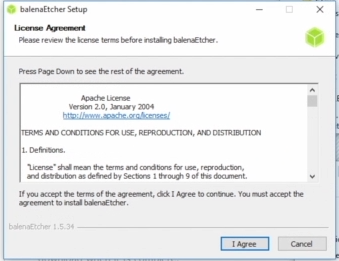 balenaEtcher Setup
License Agreement
Please review the license terms before installing balenaEtcher.
Press Page Down to see the rest of the agreement.
Apache License
Version 2.0, January 2004
http://www.apache.org/licenses/
TERMS AND CONDITIONS FOR USE, REPRODUCTION, AND DISTRIBUTION
1. Definitions.
"License" shall mean the terms and conditions for use, reproduction,
and distribution as defined by Sections 1 through 9 of this document.
If you accept the terms of the agreement, click I Agree to continue. You must accept the
agreement to install balenaEtcher.
balenaEtcher 1.5.34
I Agree
Cancel